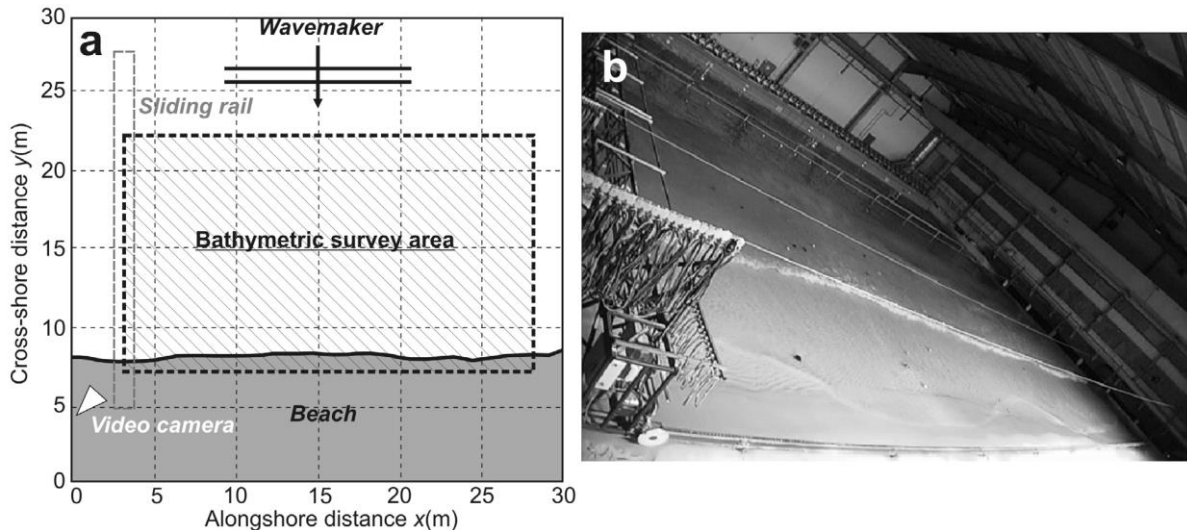 a
Wavemaker
Sliding rail
Bathymetric survey area
Beach
Video camera
30
25
20
15
10
5
0
Cross-shore distance y(m)
0 5 10 15 20 25 30
Alongshore distance x(m)
b